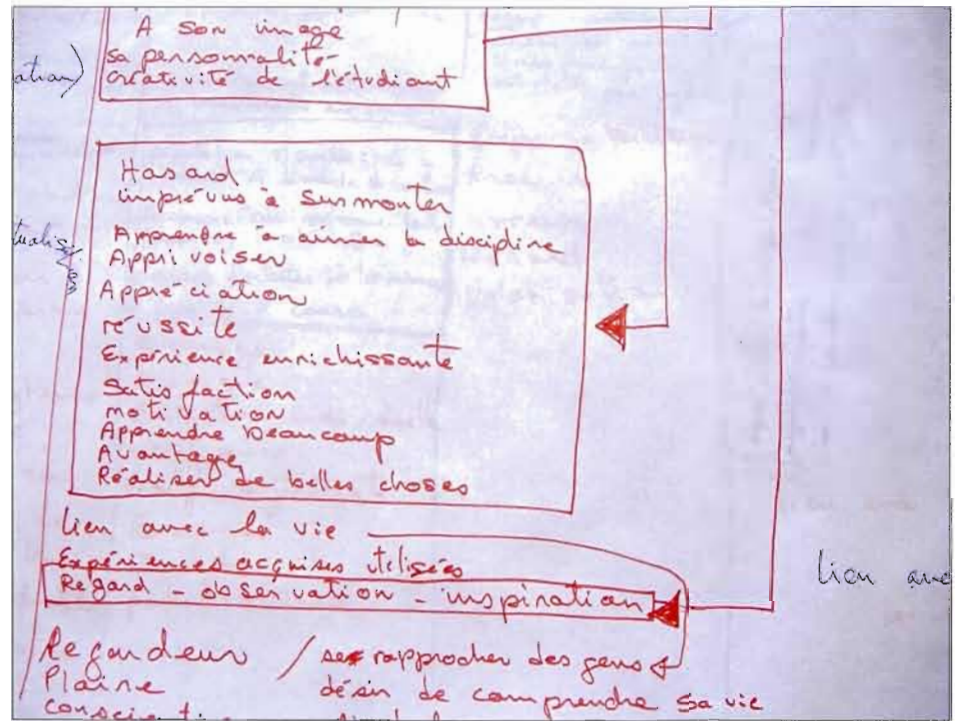 A son image
sa personnalité
créativité de l'étudiant
Hasard
imprévus à surmonter
Apprendre à aimer la discipline
Apprivoiser
Appréciation
réussite
Expérience enrichissante
Satisfaction
motivation
Apprendre beaucoup
Avantage
Réaliser de belles choses
lien avec la vie
Expériences acquises utilisées
Regard - observation - inspiration
lien ave
Regardeur / se rapprocher des gens
Plaire désir de comprendre sa vie